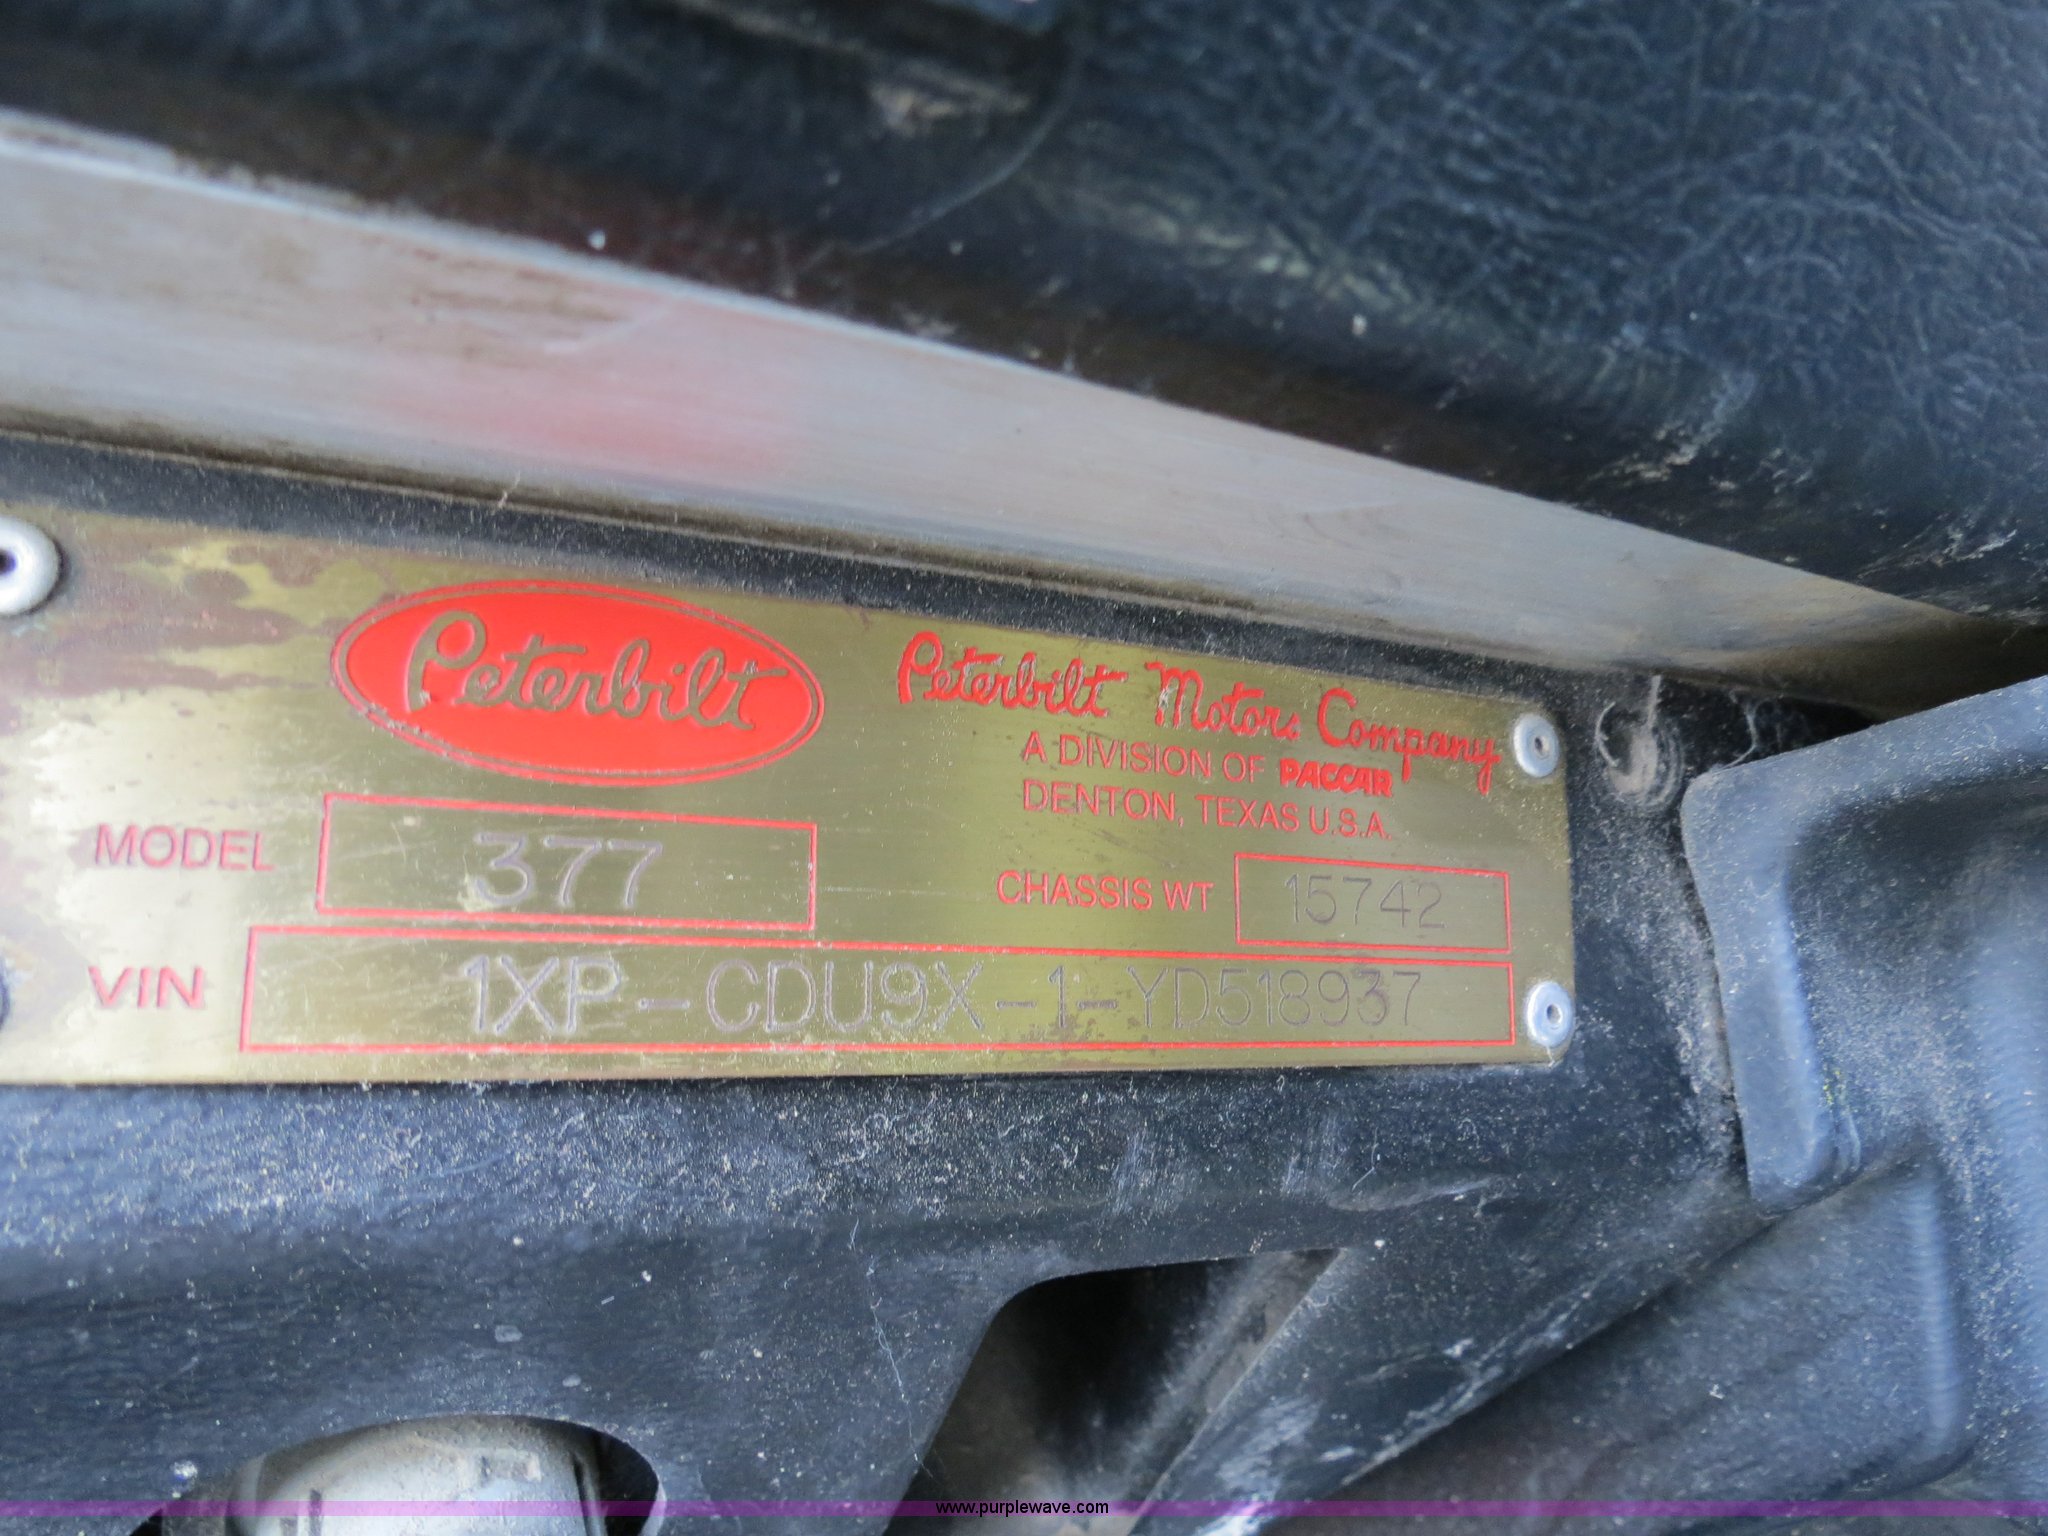 Peterbilt
Peterbilt Motors Company
A DIVISION OF PACCAR
DENTON, TEXAS U.S.A.
MODEL 377
CHASSIS WT 15742
VIN 1XP-CDU9X-1-YD518937
www.purplewave.com